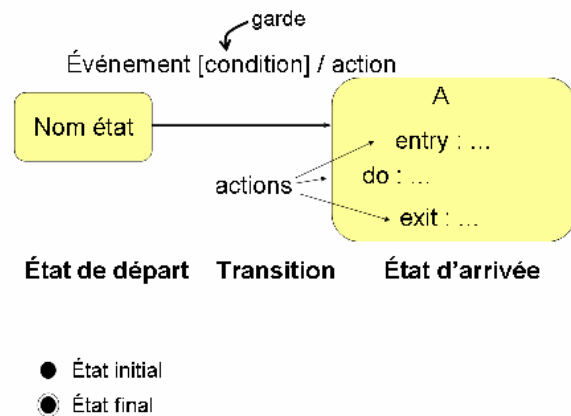 garde
Événement [condition] / action
A
Nom état
entry : ...
do : ...
actions
exit : ...
État de départ Transition État d'arrivée
État initial
État final